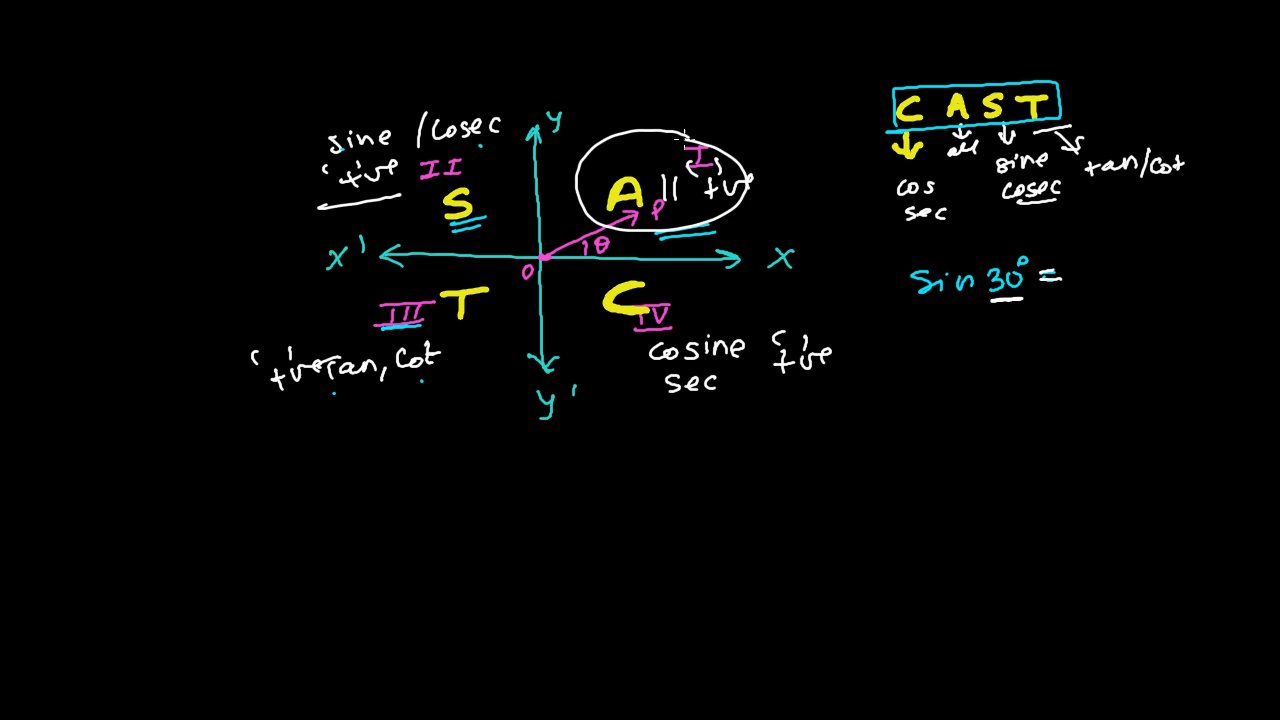 y
sine / cosec
'+ve' II
S
I
A ll '+ve'
P
θ
O
X'
X
III T
C IV
'+ve' Tan, Cot
cosine '+ve'
sec
y'
C A S T
cos
sec
all
sine
cosec
tan/cot
Sin 30° =